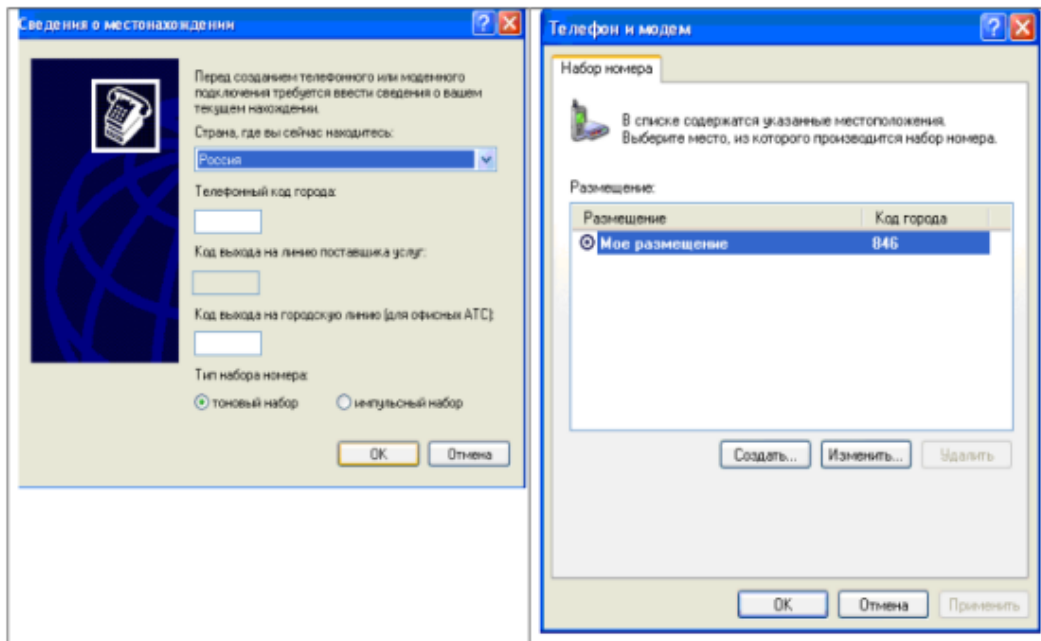 Сведения о местонахождении
Перед созданием телефонного или модемного
подключения требуется ввести сведения о вашем
текущем нахождении.
Страна, где вы сейчас находитесь:
Россия
Телефонный код города:
Код выхода на линию поставщика услуг:
Код выхода на городскую линию (для офисных АТС):
Тип набора номера:
тоновый набор
импульсный набор
OK
Отмена
Телефон и модем
Набор номера
В списке содержатся указанные местоположения.
Выберите место, из которого производится набор номера.
Размещение:
Размещение Код города
Мое размещение 846
Создать... Изменить... Удалить
OK Отмена Применить